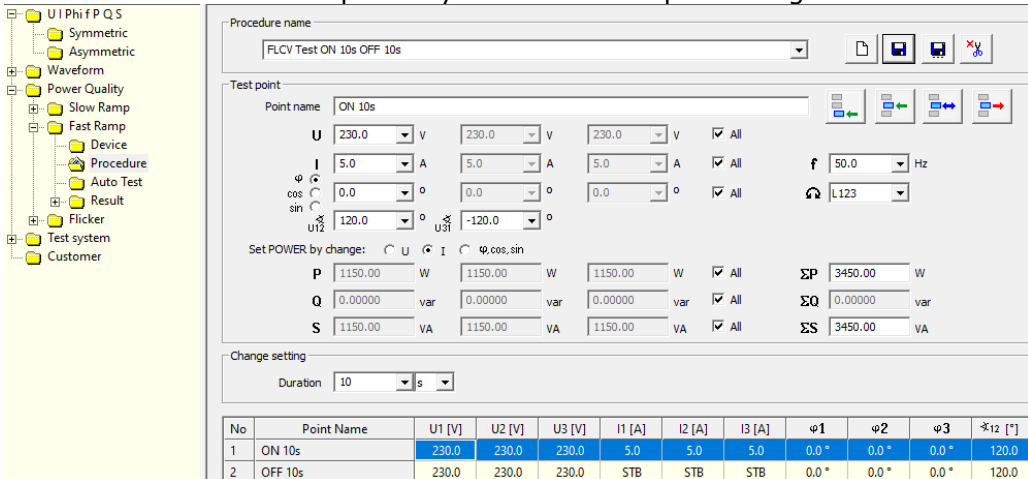 U I Phi f P Q S
Symmetric
Asymmetric
Waveform
Power Quality
Slow Ramp
Fast Ramp
Device
Procedure
Auto Test
Result
Flicker
Test system
Customer
Procedure name
FLCV Test ON 10s OFF 10s
Test point
Point name ON 10s
U 230.0 V 230.0 V 230.0 V All
I 5.0 A 5.0 A 5.0 A All f 50.0 Hz
φ
cos 0.0 ° 0.0 ° 0.0 ° All L123
sin
U12 120.0 ° U31 -120.0 °
Set POWER by change: U I φ,cos,sin
P 1150.00 W 1150.00 W 1150.00 W All ΣP 3450.00 W
Q 0.00000 var 0.00000 var 0.00000 var All ΣQ 0.00000 var
S 1150.00 VA 1150.00 VA 1150.00 VA All ΣS 3450.00 VA
Change setting
Duration 10 s
No Point Name U1 [V] U2 [V] U3 [V] I1 [A] I2 [A] I3 [A] φ1 φ2 φ3 ∢12 [°]
1 ON 10s 230.0 230.0 230.0 5.0 5.0 5.0 0.0 ° 0.0 ° 0.0 ° 120.0
2 OFF 10s 230.0 230.0 230.0 STB STB STB 0.0 ° 0.0 ° 0.0 ° 120.0